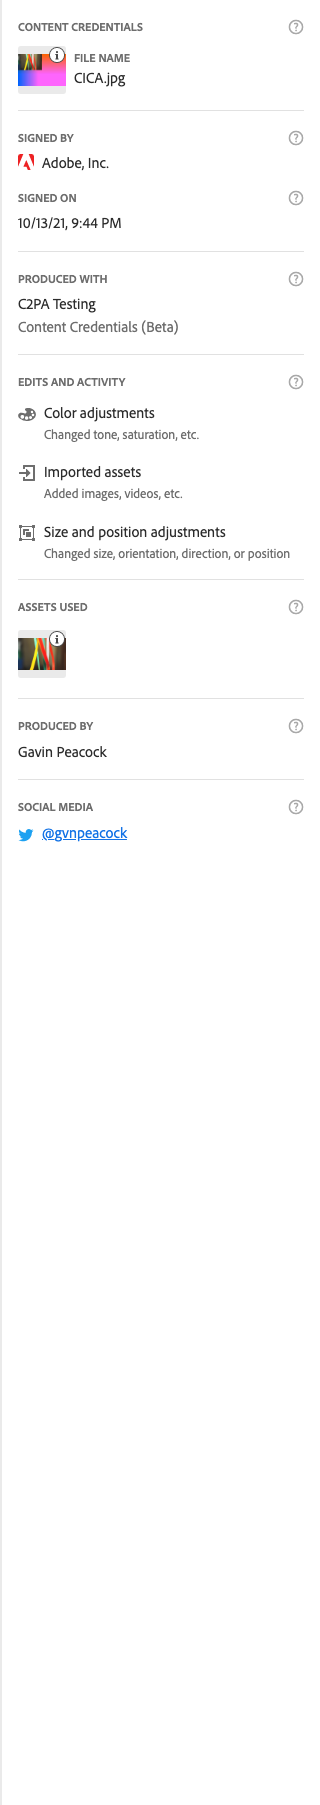 CONTENT CREDENTIALS
FILE NAME
CICA.jpg
SIGNED BY
Adobe, Inc.
SIGNED ON
10/13/21, 9:44 PM
PRODUCED WITH
C2PA Testing
Content Credentials (Beta)
EDITS AND ACTIVITY
Color adjustments
Changed tone, saturation, etc.
Imported assets
Added images, videos, etc.
Size and position adjustments
Changed size, orientation, direction, or position
ASSETS USED
PRODUCED BY
Gavin Peacock
SOCIAL MEDIA
@gvnpeacock